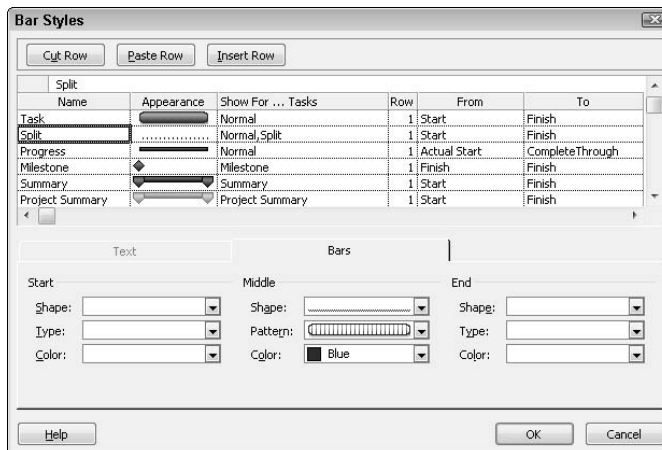 Bar Styles
Cut Row Paste Row Insert Row
Split
Name Appearance Show For ... Tasks Row From To
Task Normal 1 Start Finish
Split Normal,Split 1 Start Finish
Progress Normal 1 Actual Start CompleteThrough
Milestone Milestone 1 Finish Finish
Summary Summary 1 Start Finish
Project Summary Project Summary 1 Start Finish
Text Bars
Start Middle End
Shape: Shape: Shape:
Type: Pattern: Type:
Color: Color: Blue Color:
Help OK Cancel